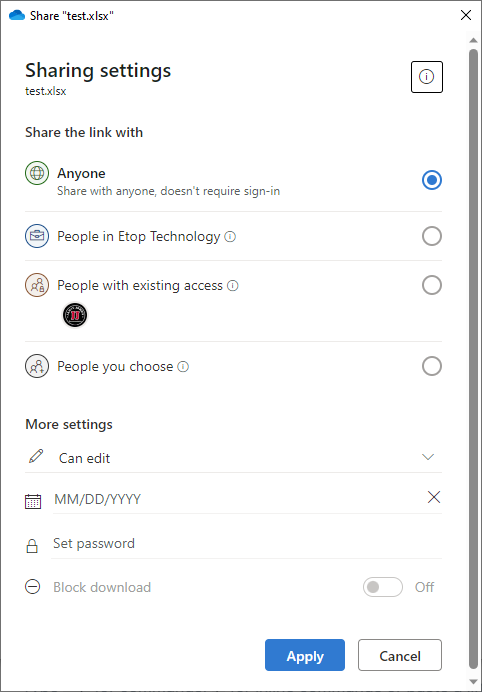 Share "test.xlsx"
Sharing settings
test.xlsx
Share the link with
Anyone
Share with anyone, doesn't require sign-in
People in Etop Technology
People with existing access
People you choose
More settings
Can edit
MM/DD/YYYY
Set password
Block download Off
Apply Cancel